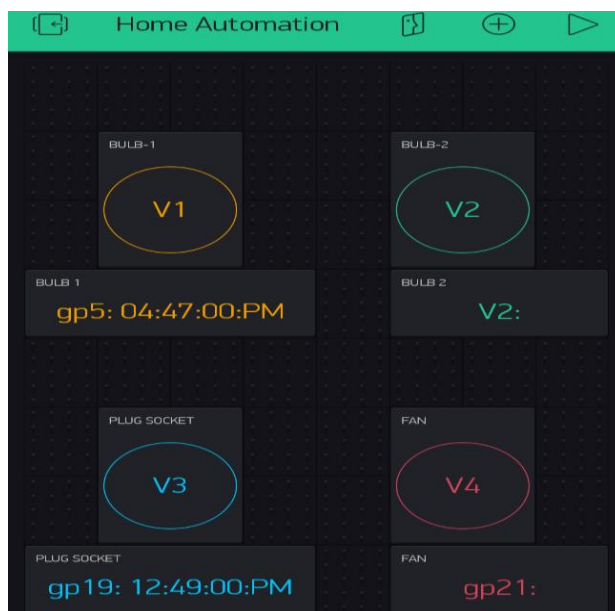 Home Automation
BULB-1
BULB-2
V1
V2
BULB 1
BULB 2
gp5: 04:47:00:PM
V2:
PLUG SOCKET
FAN
V3
V4
PLUG SOCKET
FAN
gp19: 12:49:00:PM
gp21: